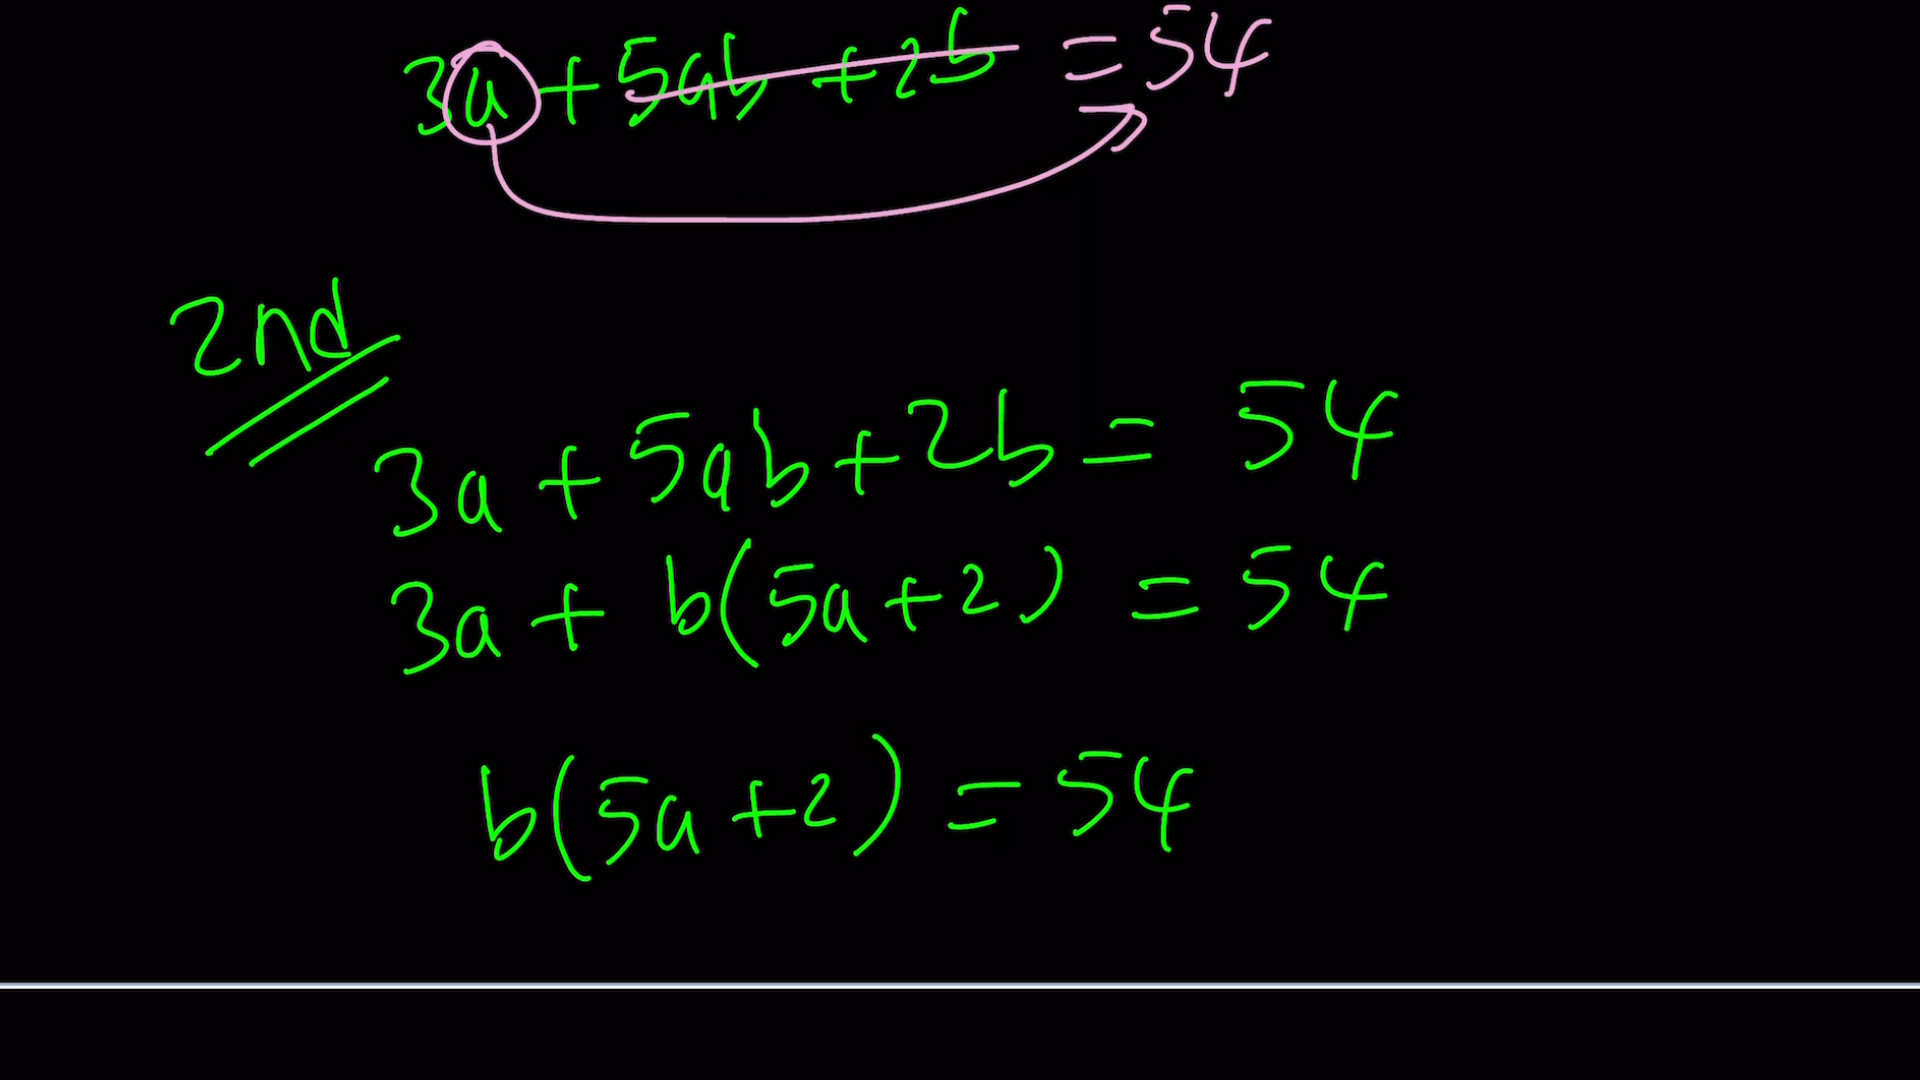 3a + 5ab + 2b = 54
2nd
3a + 5ab + 2b = 54
3a + b(5a + 2) = 54
b(5a + 2) = 54